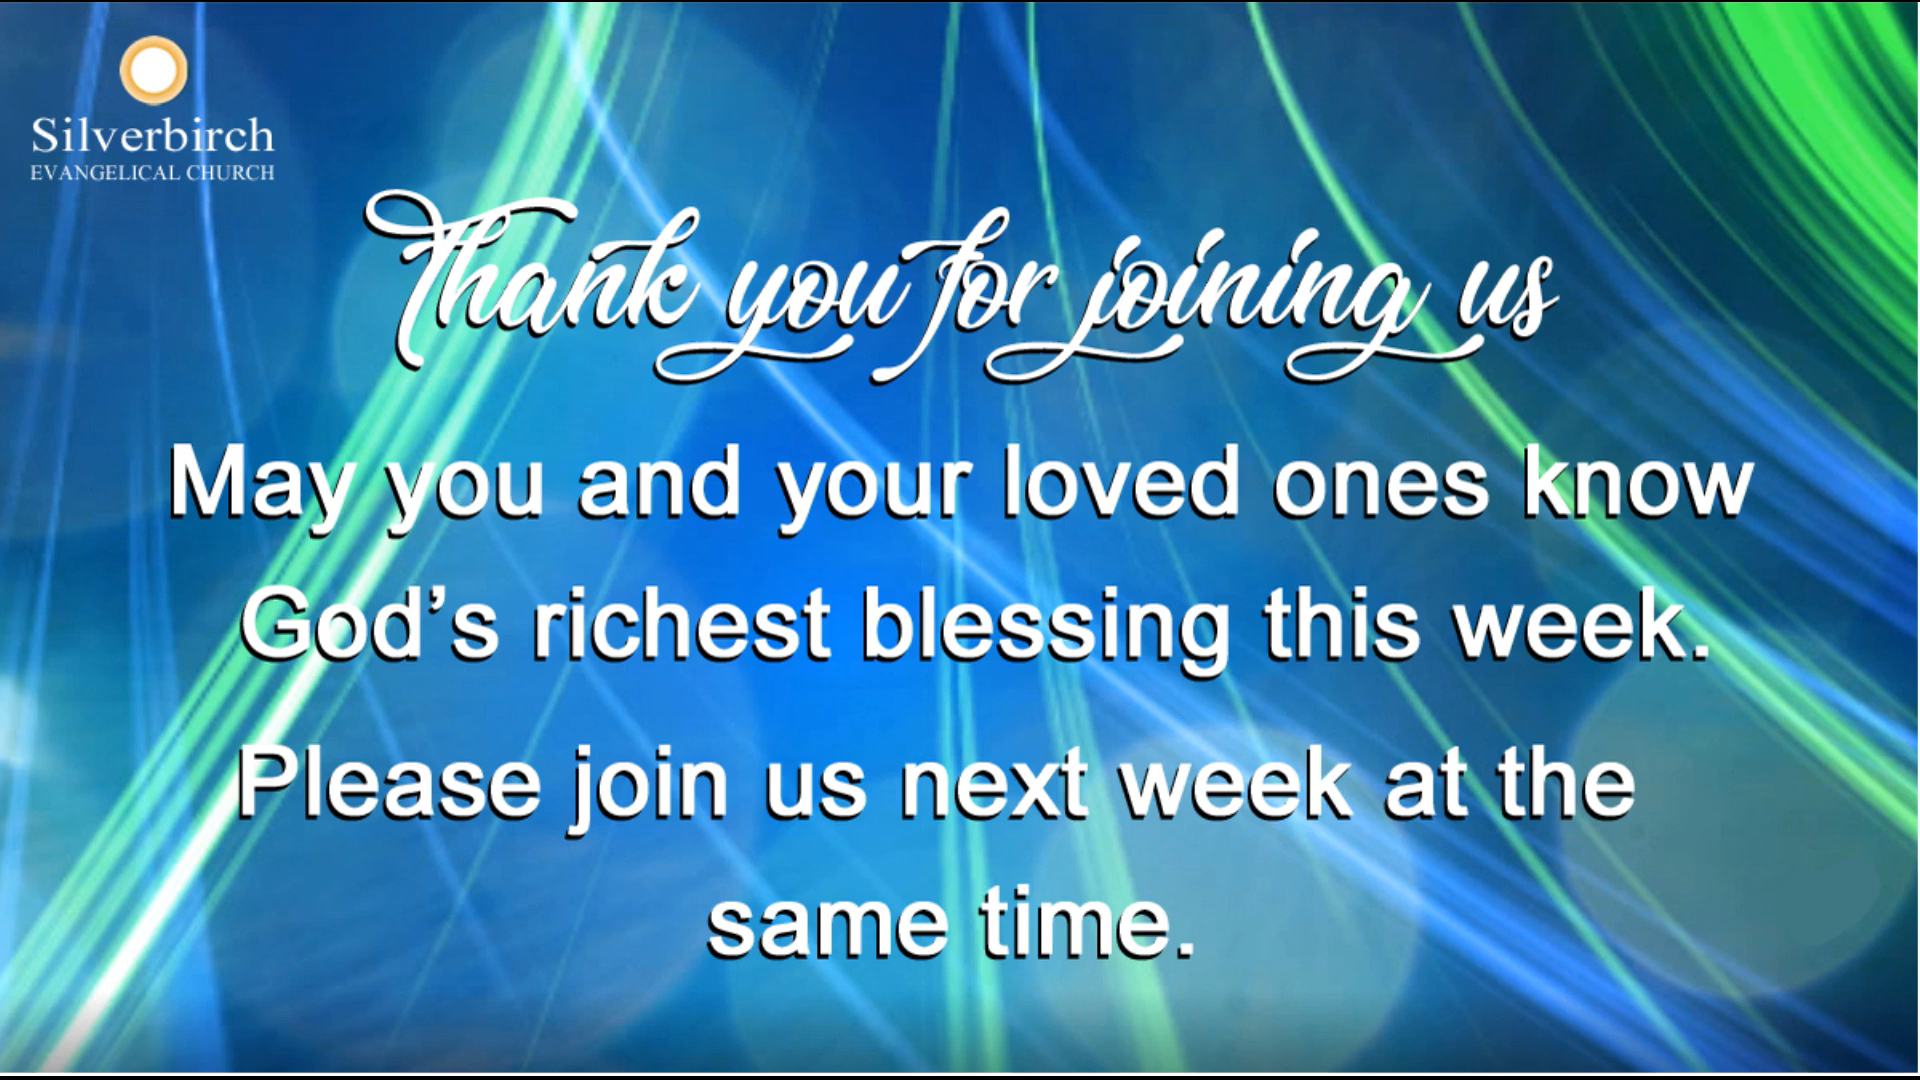 Silverbirch
EVANGELICAL CHURCH
Thank you for joining us
May you and your loved ones know
God’s richest blessing this week.
Please join us next week at the
same time.